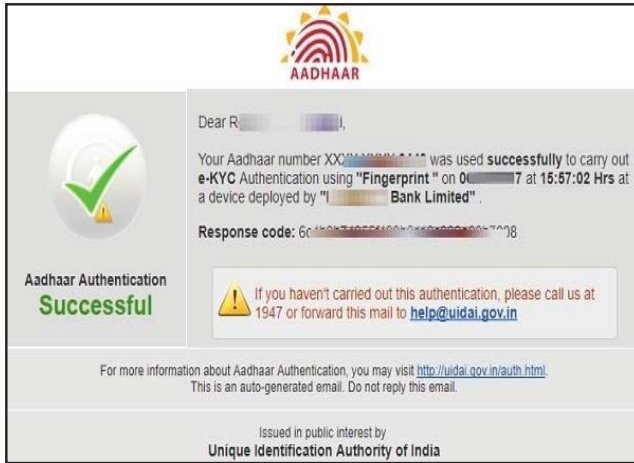 AADHAAR
Dear R
Your Aadhaar number was used successfully to carry out
e-KYC Authentication using "Fingerprint " on at 15:57:02 Hrs at
a device deployed by " Bank Limited" .
Response code:
Aadhaar Authentication
Successful
If you haven't carried out this authentication, please call us at
1947 or forward this mail to help@uidai.gov.in
For more information about Aadhaar Authentication, you may visit http://uidai.gov.in/auth.html.
This is an auto-generated email. Do not reply this email.
Issued in public interest by
Unique Identification Authority of India